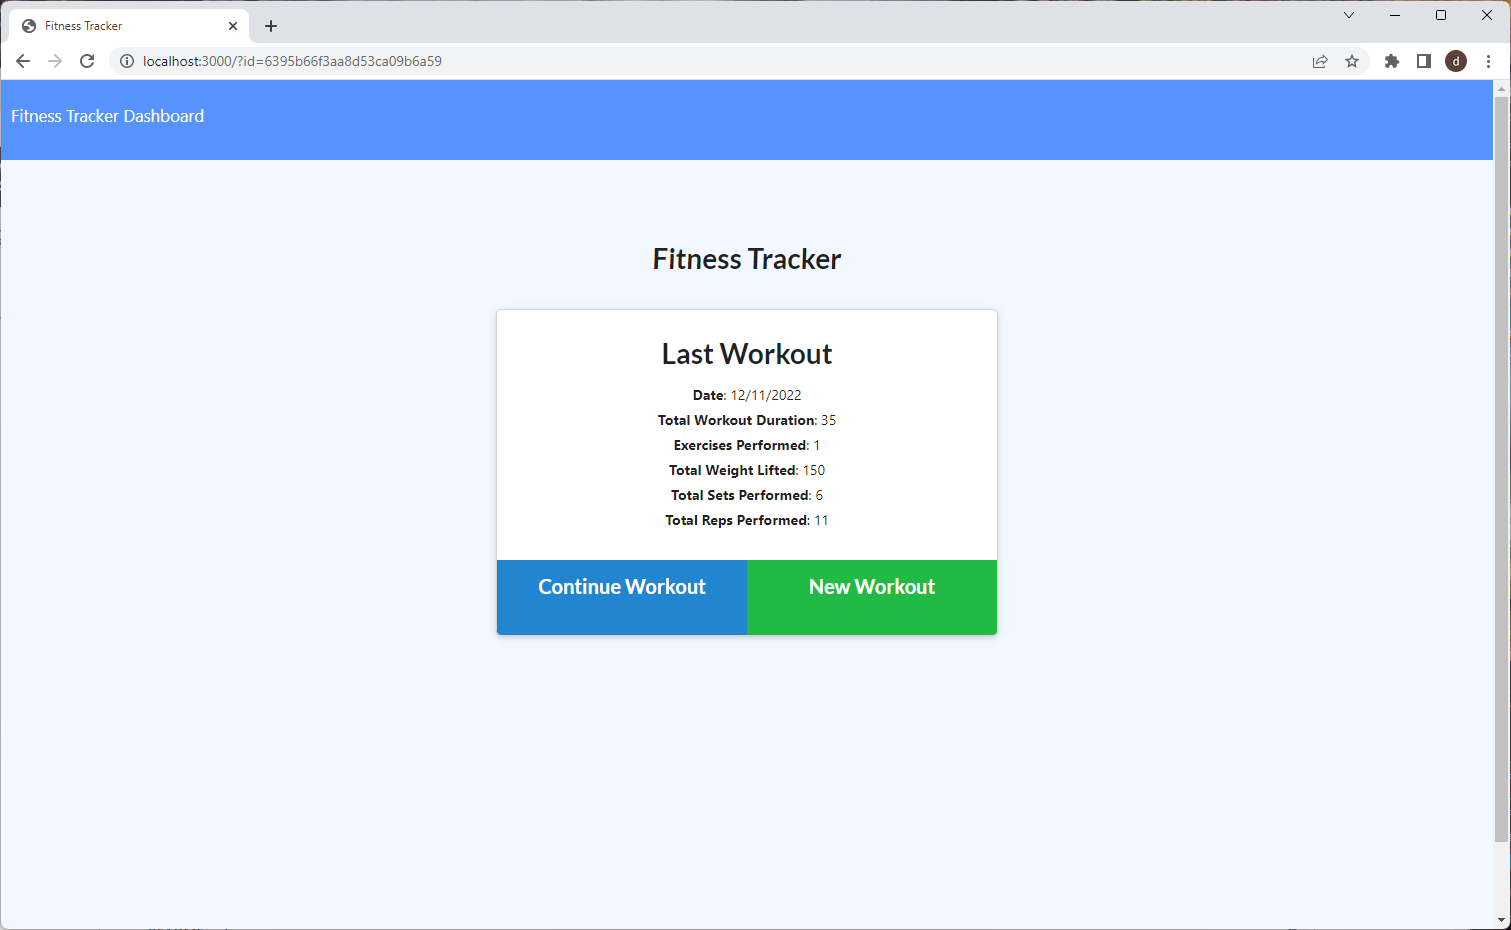 Fitness Tracker
localhost:3000/?id=6395b66f3aa8d53ca09b6a59
d
Fitness Tracker Dashboard
Fitness Tracker
Last Workout
Date: 12/11/2022
Total Workout Duration: 35
Exercises Performed: 1
Total Weight Lifted: 150
Total Sets Performed: 6
Total Reps Performed: 11
Continue Workout
New Workout